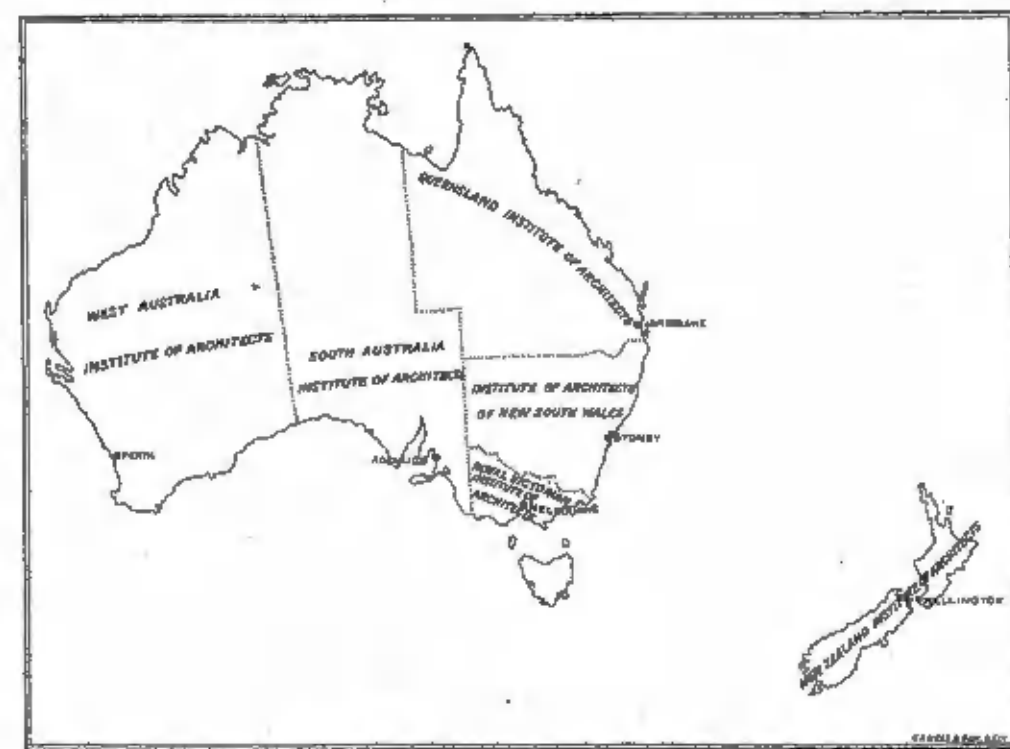 QUEENSLAND INSTITUTE OF ARCHITECTS
WEST AUSTRALIA
INSTITUTE OF ARCHITECTS
BRISBANE
SOUTH AUSTRALIA
INSTITUTE OF ARCHITECTS
INSTITUTE OF ARCHITECTS
OF NEW SOUTH WALES
SYDNEY
PERTH
ADELAIDE
ROYAL VICTORIAN
INSTITUTE OF
ARCHITECTS
MELBOURNE
NEW ZEALAND INSTITUTE OF ARCHITECTS
WELLINGTON